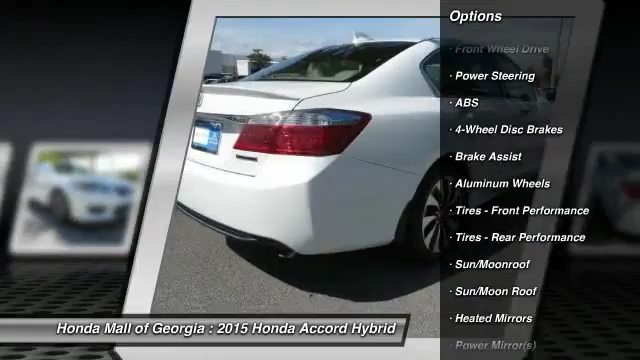 Options
· Front Wheel Drive
· Power Steering
· ABS
· 4-Wheel Disc Brakes
· Brake Assist
· Aluminum Wheels
· Tires - Front Performance
· Tires - Rear Performance
· Sun/Moonroof
· Sun/Moon Roof
· Heated Mirrors
· Power Mirror(s)
Honda Mall of Georgia : 2015 Honda Accord Hybrid